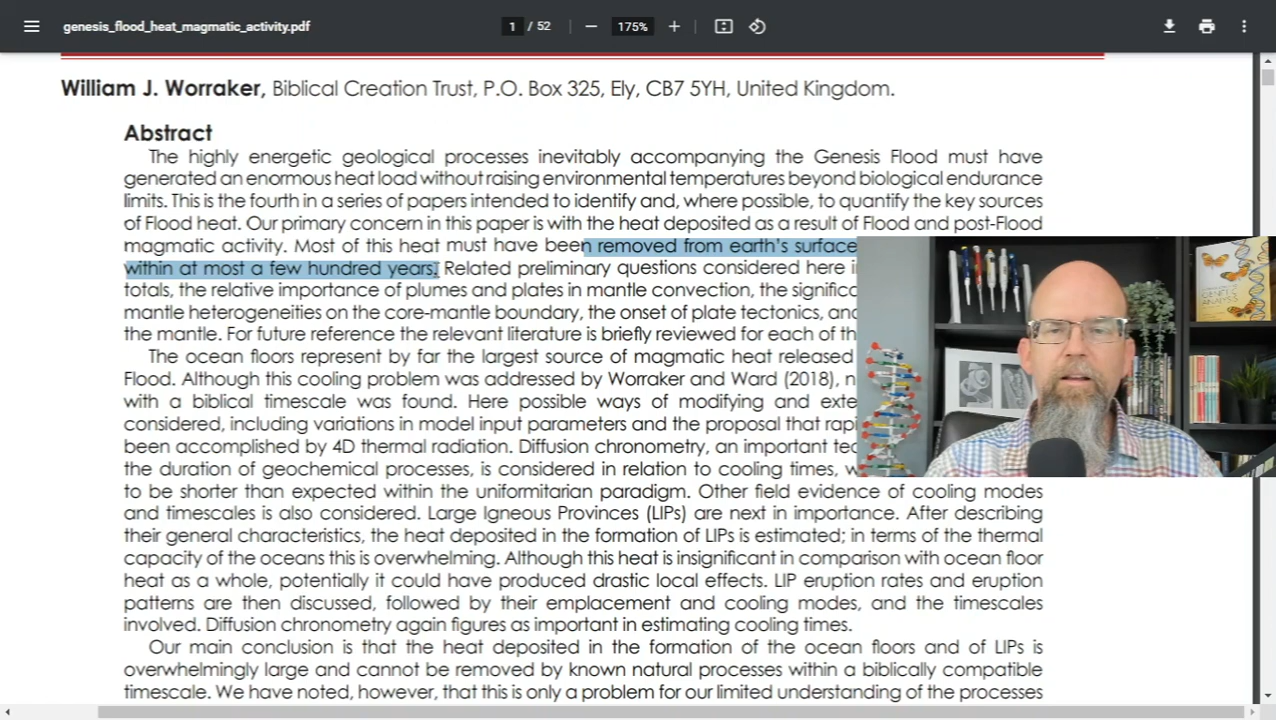 genesis_flood_heat_magmatic_activity.pdf
1 / 52
175%
William J. Worraker, Biblical Creation Trust, P.O. Box 325, Ely, CB7 5YH, United Kingdom.
Abstract
The highly energetic geological processes inevitably accompanying the Genesis Flood must have
generated an enormous heat load without raising environmental temperatures beyond biological endurance
limits. This is the fourth in a series of papers intended to identify and, where possible, to quantify the key sources
of Flood heat. Our primary concern in this paper is with the heat deposited as a result of Flood and post-Flood
magmatic activity. Most of this heat must have been removed from earth's surface
within at most a few hundred years. Related preliminary questions considered here
totals, the relative importance of plumes and plates in mantle convection, the
mantle heterogeneities on the core-mantle boundary, the onset of plate tectonics,
the mantle. For future reference the relevant literature is briefly reviewed for each of
The ocean floors represent by far the largest source of magmatic heat released
Flood. Although this cooling problem was addressed by Worraker and Ward (2018),
with a biblical timescale was found. Here possible ways of modifying and
considered, including variations in model input parameters and the proposal that
been accomplished by 4D thermal radiation. Diffusion chronometry, an important
the duration of geochemical processes, is considered in relation to cooling times,
to be shorter than expected within the uniformitarian paradigm. Other field evidence of cooling modes
and timescales is also considered. Large Igneous Provinces (LIPs) are next in importance. After describing
their general characteristics, the heat deposited in the formation of LIPs is estimated; in terms of the thermal
capacity of the oceans this is overwhelming. Although this heat is insignificant in comparison with ocean floor
heat as a whole, potentially it could have produced drastic local effects. LIP eruption rates and eruption
patterns are then discussed, followed by their emplacement and cooling modes, and the timescales
involved. Diffusion chronometry again figures as important in estimating cooling times.
Our main conclusion is that the heat deposited in the formation of the ocean floors and of LIPs is
overwhelmingly large and cannot be removed by known natural processes within a biblically compatible
timescale. We have noted, however, that this is only a problem for our limited understanding of the processes